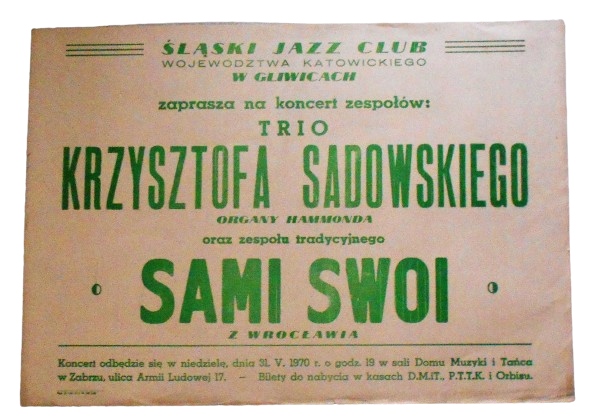 ŚLĄSKI JAZZ CLUB
WOJEWÓDZTWA KATOWICKIEGO
W GLIWICACH
zaprasza na koncert zespołów:
TRIO
KRZYSZTOFA SADOWSKIEGO
ORGANY HAMMONDA
oraz zespołu tradycyjnego
SAMI SWOI
Z WROCŁAWIA
Koncert odbędzie się w niedzielę, dnia 31. V. 1970 r. o godz. 19 w sali Domu Muzyki i Tańca
w Zabrzu, ulica Armii Ludowej 17. – Bilety do nabycia w kasach D.M.iT., P.T.T.K. i Orbisu.